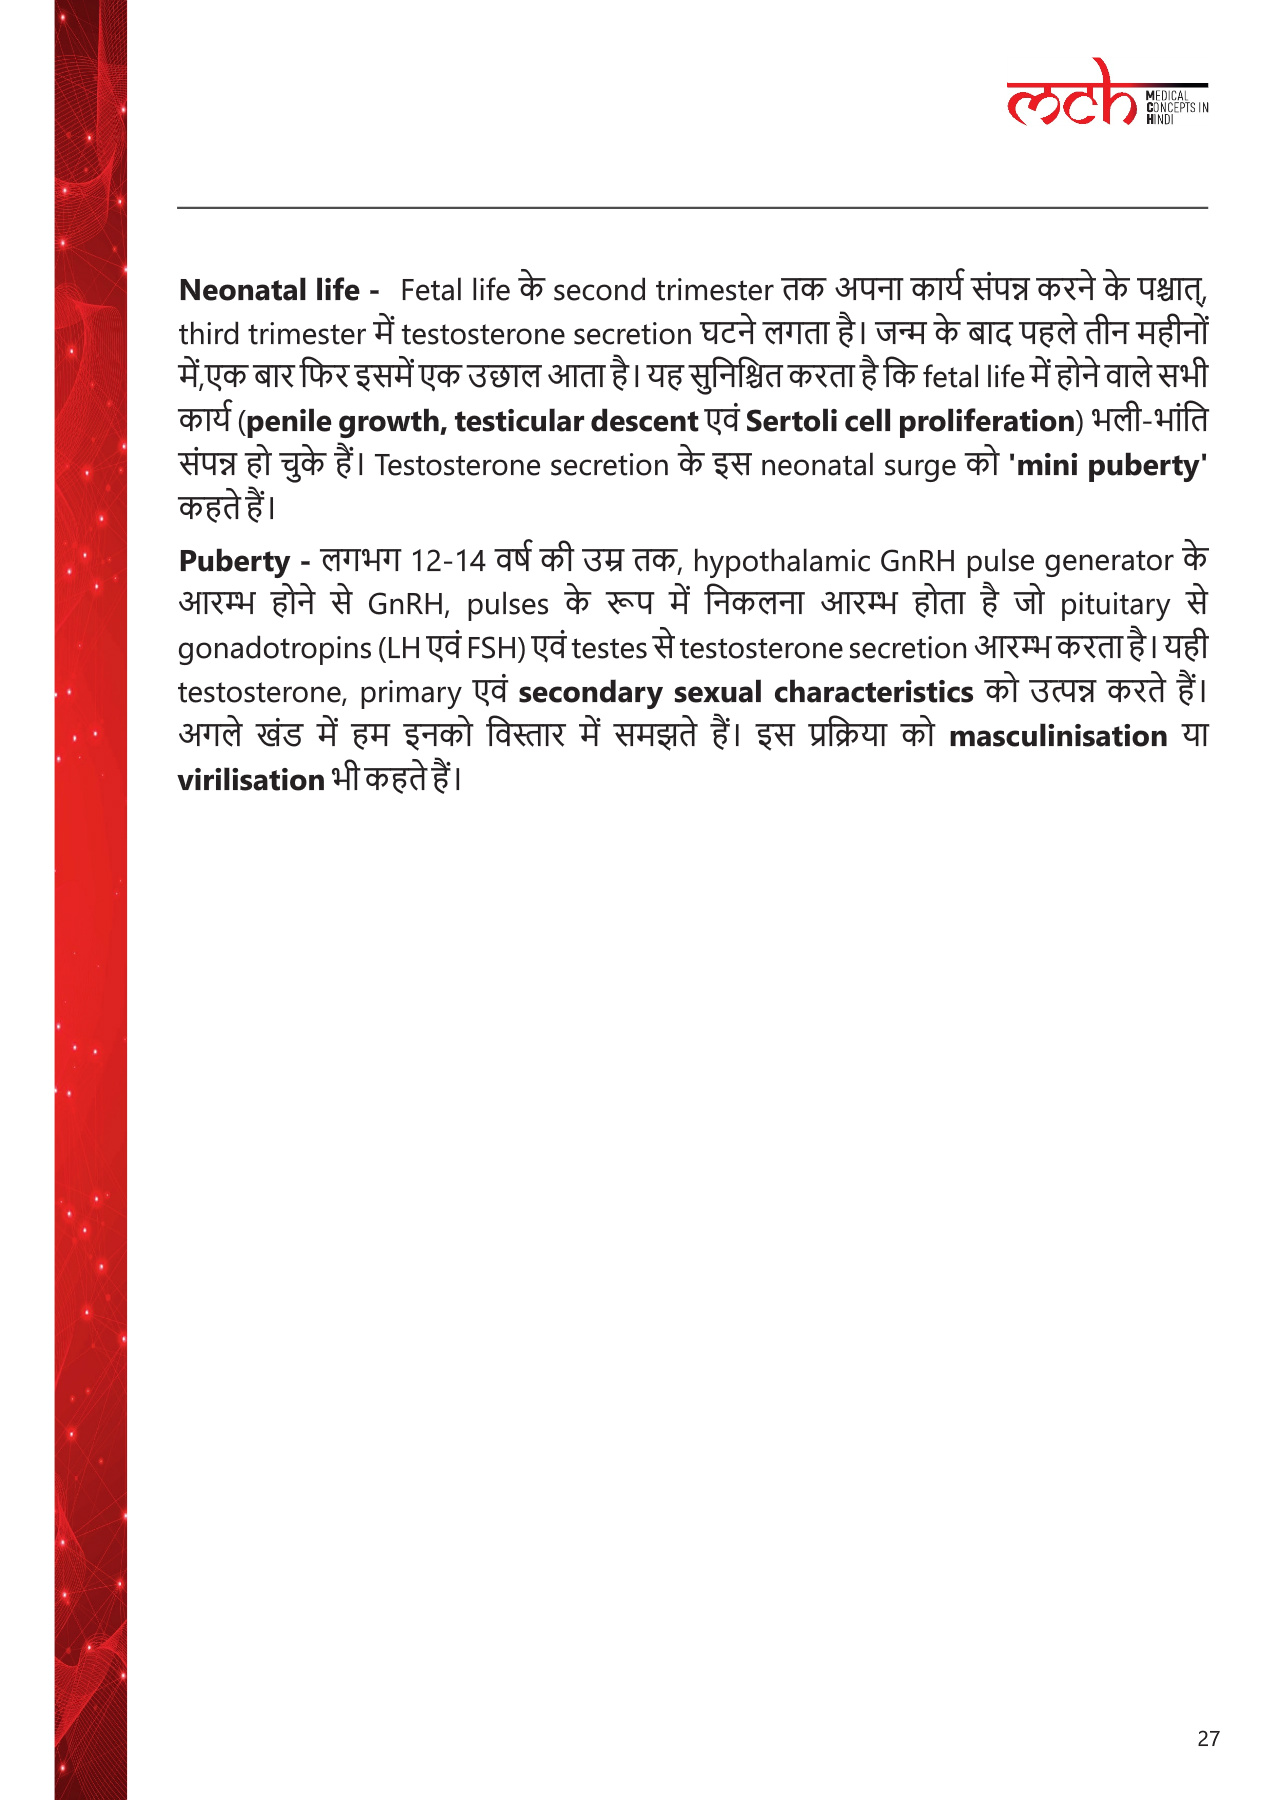 mch
MEDICAL
CONCEPTS IN
HINDI
Neonatal life - Fetal life के second trimester तक अपना कार्य संपन्न करने के पश्चात्,
third trimester में testosterone secretion घटने लगता है। जन्म के बाद पहले तीन महीनों
में,एक बार फिर इसमें एक उछाल आता है। यह सुनिश्चित करता है कि fetal life में होने वाले सभी
कार्य (penile growth, testicular descent एवं Sertoli cell proliferation) भली-भांति
संपन्न हो चुके हैं। Testosterone secretion के इस neonatal surge को 'mini puberty'
कहते हैं।
Puberty - लगभग 12-14 वर्ष की उम्र तक, hypothalamic GnRH pulse generator के
आरम्भ होने से GnRH, pulses के रूप में निकलना आरम्भ होता है जो pituitary से
gonadotropins (LH एवं FSH) एवं testes से testosterone secretion आरम्भ करता है। यही
testosterone, primary एवं secondary sexual characteristics को उत्पन्न करते हैं।
अगले खंड में हम इनको विस्तार में समझते हैं। इस प्रक्रिया को masculinisation या
virilisation भी कहते हैं।
27